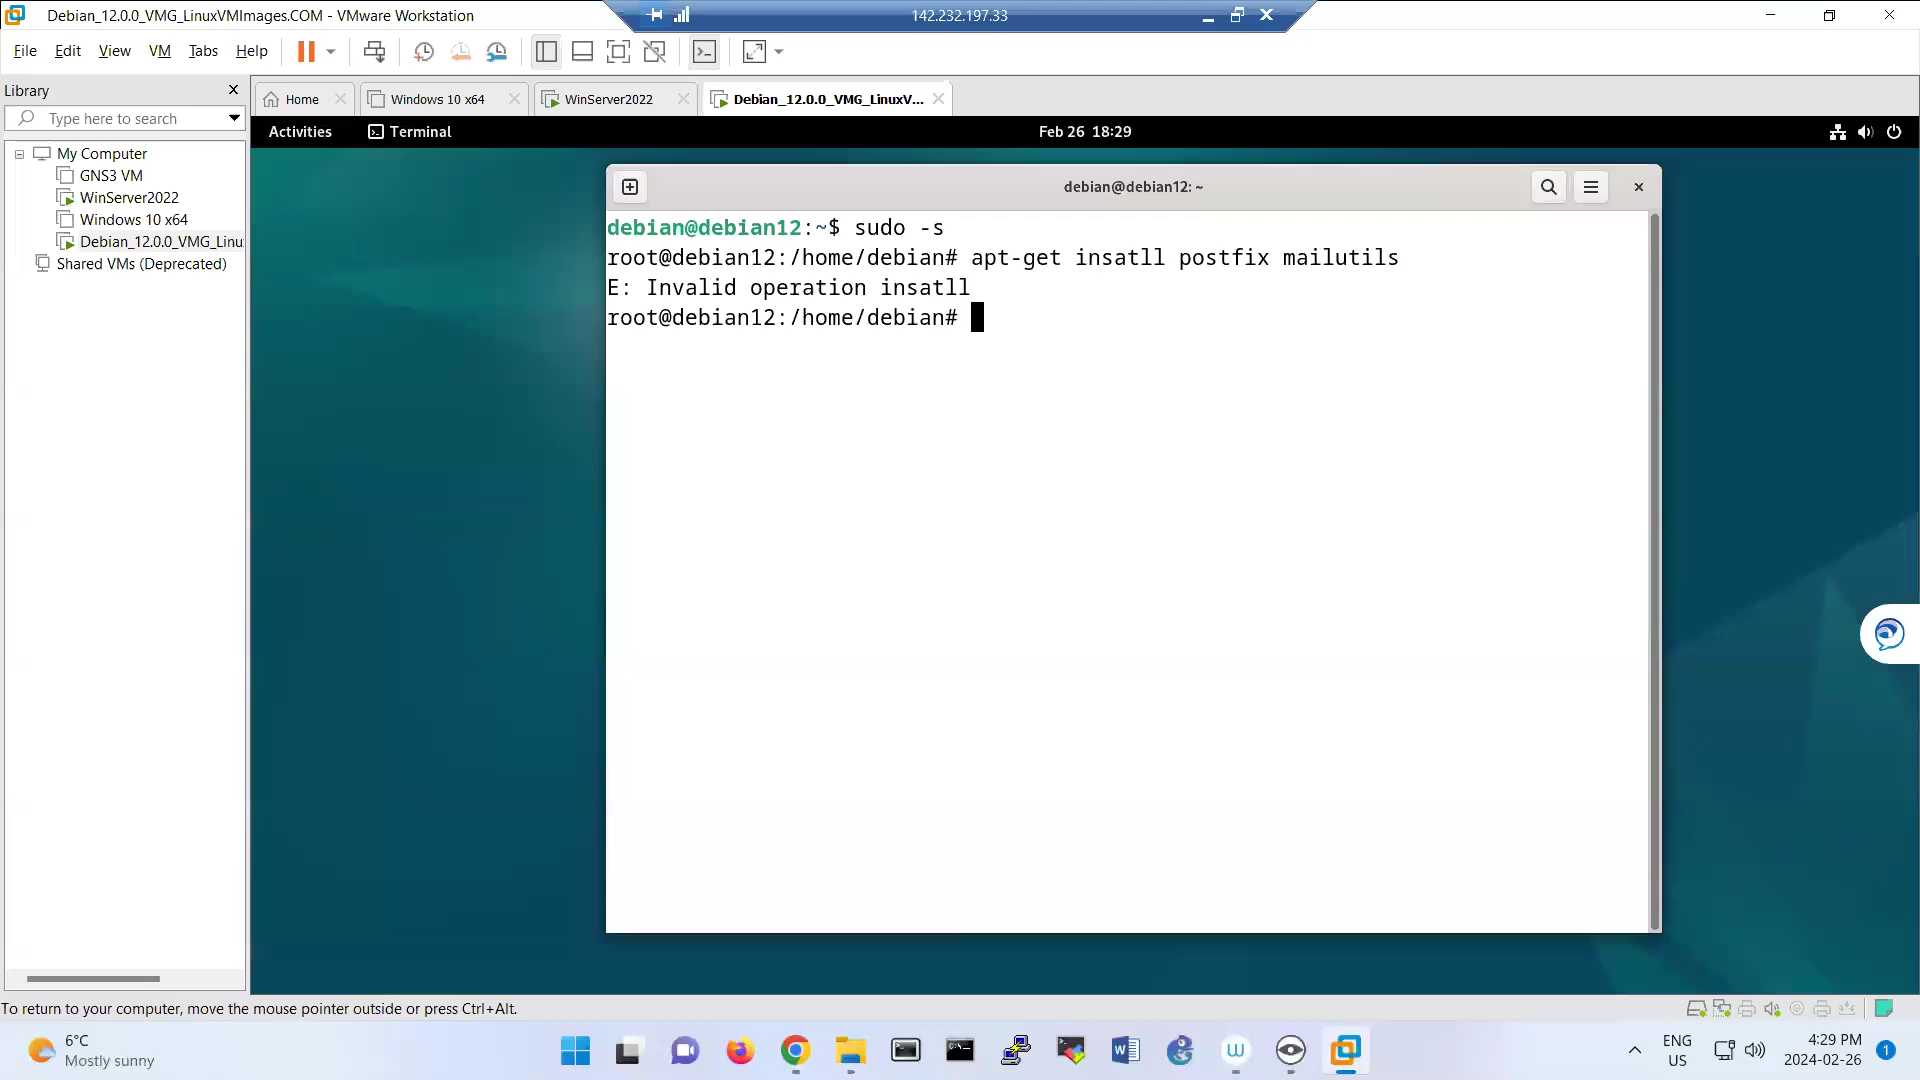 Debian_12.0.0_VMG_LinuxVMImages.COM - VMware Workstation
142.232.197.33
File Edit View VM Tabs Help
Library
Type here to search
My Computer
GNS3 VM
WinServer2022
Windows 10 x64
Debian_12.0.0_VMG_Linu
Shared VMs (Deprecated)
Home
Windows 10 x64
WinServer2022
Debian_12.0.0_VMG_LinuxV...
Activities
Terminal
Feb 26 18:29
debian@debian12: ~
debian@debian12:~$ sudo -s
root@debian12:/home/debian# apt-get insatll postfix mailutils
E: Invalid operation insatll
root@debian12:/home/debian#
To return to your computer, move the mouse pointer outside or press Ctrl+Alt.
6°C
Mostly sunny
ENG
US
4:29 PM
2024-02-26
1